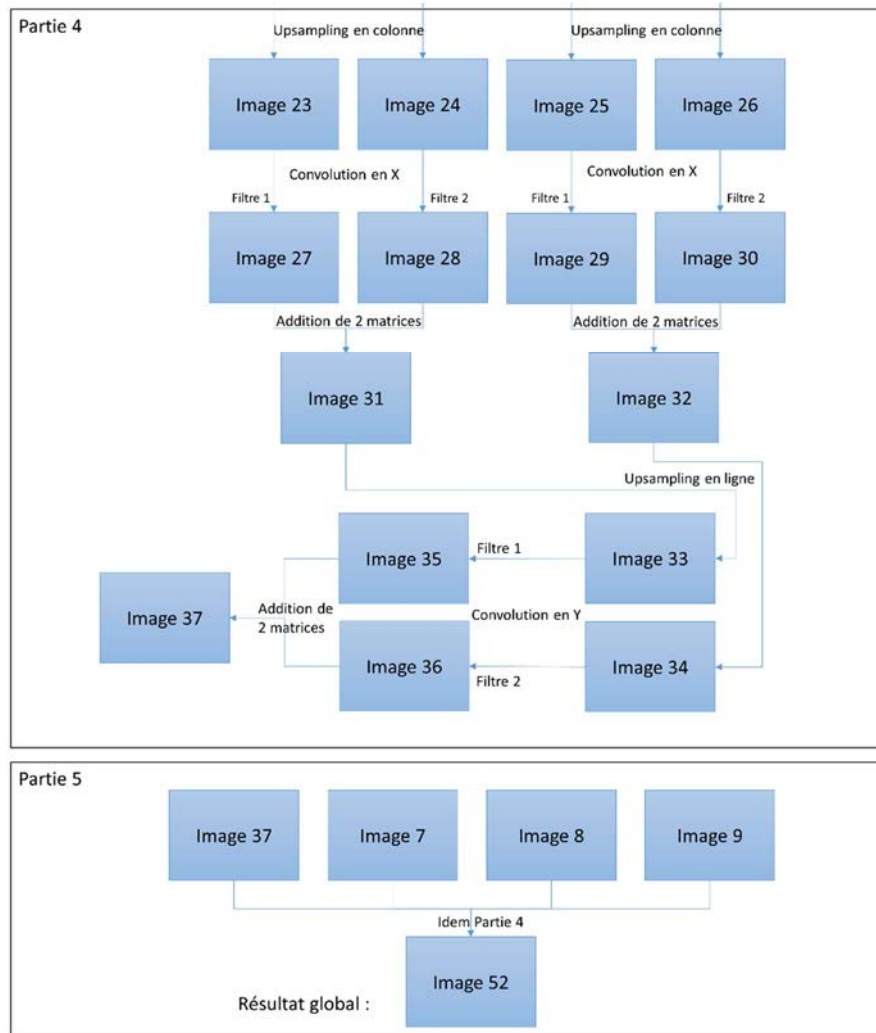 Partie 4
Upsampling en colonne
Upsampling en colonne
Image 23
Image 24
Image 25
Image 26
Convolution en X
Convolution en X
Filtre 1
Filtre 2
Filtre 1
Filtre 2
Image 27
Image 28
Image 29
Image 30
Addition de 2 matrices
Addition de 2 matrices
Image 31
Image 32
Upsampling en ligne
Image 35
Filtre 1
Image 33
Image 37
Addition de
2 matrices
Convolution en Y
Image 36
Filtre 2
Image 34
Partie 5
Image 37
Image 7
Image 8
Image 9
Idem Partie 4
Image 52
Résultat global :